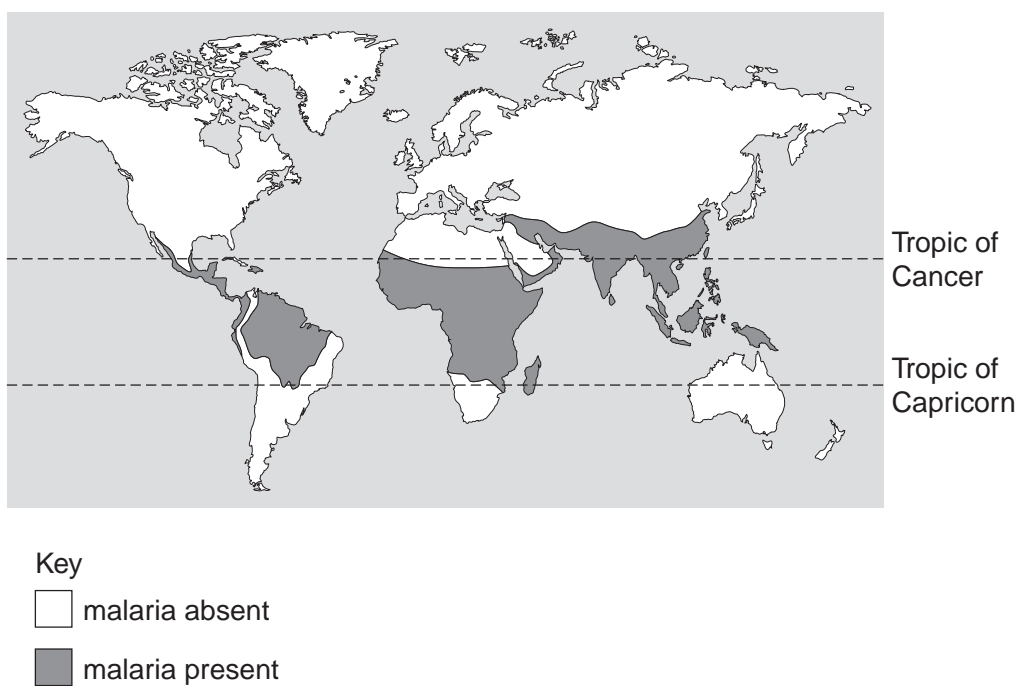 Tropic of
Cancer
Tropic of
Capricorn
Key
malaria absent
malaria present